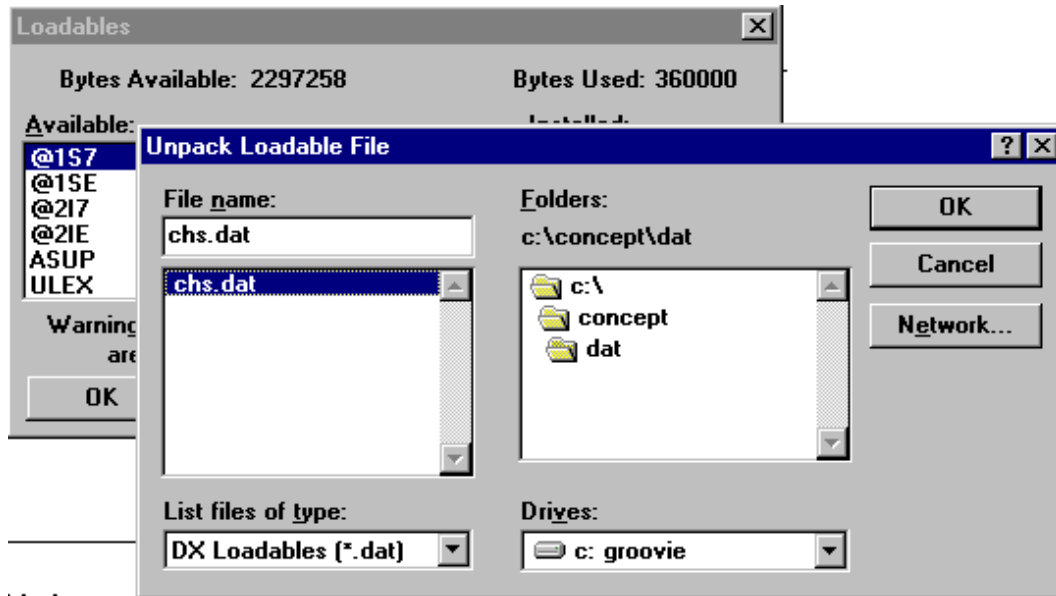 Loadables
Bytes Available: 2297258 Bytes Used: 360000
Available:
@1S7
@1SE
@2I7
@2IE
ASUP
ULEX
Warning
are
OK
Unpack Loadable File
File name:
chs.dat
chs.dat
List files of type:
DX Loadables (*.dat)
Folders:
c:\concept\dat
c:\
concept
dat
Drives:
c: groovie
OK
Cancel
Network...